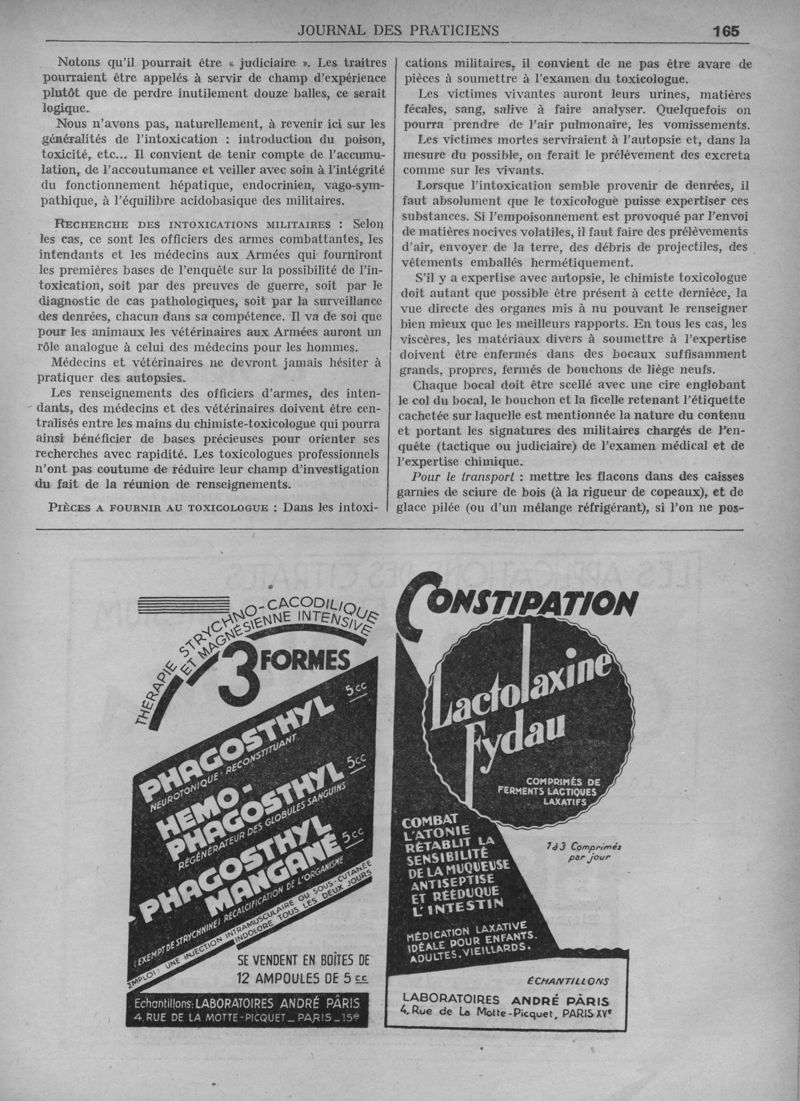 JOURNAL DES PRATICIENS
165
Notons qu'il pourrait être « judiciaire ». Les traitres
pourraient être appelés à servir de champ d'expérience
plutôt que de perdre inutilement douze balles, ce serait
logique.
Nous n'avons pas, naturellement, à revenir ici sur les
généralités de l'intoxication : introduction du poison,
toxicité, etc... Il convient de tenir compte de l'accumu-
lation, de l'accoutumance et veiller avec soin à l'intégrité
du fonctionnement hépatique, endocrinien, vago-sym-
pathique, à l'équilibre acidobasique des militaires.
RECHERCHE DES INTOXICATIONS MILITAIRES : Selon
les cas, ce sont les officiers des armes combattantes, les
intendants et les médecins aux Armées qui fourniront
les premières bases de l'enquête sur la possibilité de l'in-
toxication, soit par des preuves de guerre, soit par le
diagnostic de cas pathologiques, soit par la surveillance
des denrées, chacun dans sa compétence. Il va de soi que
pour les animaux les vétérinaires aux Armées auront un
rôle analogue à celui des médecins pour les hommes.
Médecins et vétérinaires ne devront jamais hésiter à
pratiquer des autopsies.
Les renseignements des officiers d'armes, des inten-
dants, des médecins et des vétérinaires doivent être cen-
tralisés entre les mains du chimiste-toxicologue qui pourra
ainsi bénéficier de bases précieuses pour orienter ses
recherches avec rapidité. Les toxicologues professionnels
n'ont pas coutume de réduire leur champ d'investigation
du fait de la réunion de renseignements.
PIÈCES A FOURNIR AU TOXICOLOGUE : Dans les intoxi-
cations militaires, il convient de ne pas être avare de
pièces à soumettre à l'examen du toxicologue.
Les victimes vivantes auront leurs urines, matières
fécales, sang, salive à faire analyser. Quelquefois on
pourra prendre de l'air pulmonaire, les vomissements.
Les victimes mortes serviraient à l'autopsie et, dans la
mesure du possible, on ferait le prélèvement des excreta
comme sur les vivants.
Lorsque l'intoxication semble provenir de denrées, il
faut absolument que le toxicologue puisse expertiser ces
substances. Si l'empoisonnement est provoqué par l'envoi
de matières nocives volatiles, il faut faire des prélèvements
d'air, envoyer de la terre, des débris de projectiles, des
vêtements emballés hermétiquement.
S'il y a expertise avec autopsie, le chimiste toxicologue
doit autant que possible être présent à cette dernière, la
vue directe des organes mis à nu pouvant le renseigner
bien mieux que les meilleurs rapports. En tous les cas, les
viscères, les matériaux divers à soumettre à l'expertise
doivent être enfermés dans des bocaux suffisamment
grands, propres, fermés de bouchons de liège neufs.
Chaque bocal doit être scellé avec une cire englobant
le col du bocal, le bouchon et la ficelle retenant l'étiquette
cachetée sur laquelle est mentionnée la nature du contenu
et portant les signatures des militaires chargés de l'en-
quête (tactique ou judiciaire) de l'examen médical et de
l'expertise chimique.
Pour le transport : mettre les flacons dans des caisses
garnies de sciure de bois (à la rigueur de copeaux), et de
glace pilée (ou d'un mélange réfrigérant), si l'on ne pos-
THERAPIE STRYCHNO-CACODILIQUE
ET MAGNÉSIENNE INTENSIVE
3 FORMES
PHAGOSTHYL 5cc
NEUROTONIQUE-RECONSTITUANT
HEMO-
PHAGOSTHYL 5cc
RÉGÉNÉRATEUR DES GLOBULES SANGUINS
PHAGOSTHYL
MANGANÉ 5cc
(EXEMPT DE STRYCHNINE) RECALCIFICATION DE L'ORGANISME
EMPLOI : UNE INJECTION INTRAMUSCULAIRE OU SOUS-CUTANÉE
INDOLORE TOUS LES DEUX JOURS
SE VENDENT EN BOÎTES DE
12 AMPOULES DE 5 cc
Echantillons: LABORATOIRES ANDRÉ PÂRIS
4, RUE DE LA MOTTE-PICQUET_PARIS_15e
CONSTIPATION
Lactolaxine
Fydau
COMPRIMÉS DE
FERMENTS LACTIQUES
LAXATIFS
COMBAT
L'ATONIE
RÉTABLIT LA
SENSIBILITÉ
DE LA MUQUEUSE
ANTISEPTISE
ET RÉÉDUQUE
L'INTESTIN
1 à 3 Comprimés
par jour
MÉDICATION LAXATIVE
IDÉALE POUR ENFANTS.
ADULTES, VIEILLARDS.
ÉCHANTILLONS
LABORATOIRES ANDRÉ PÂRIS
4, Rue de La Motte-Picquet, PARIS.XVe